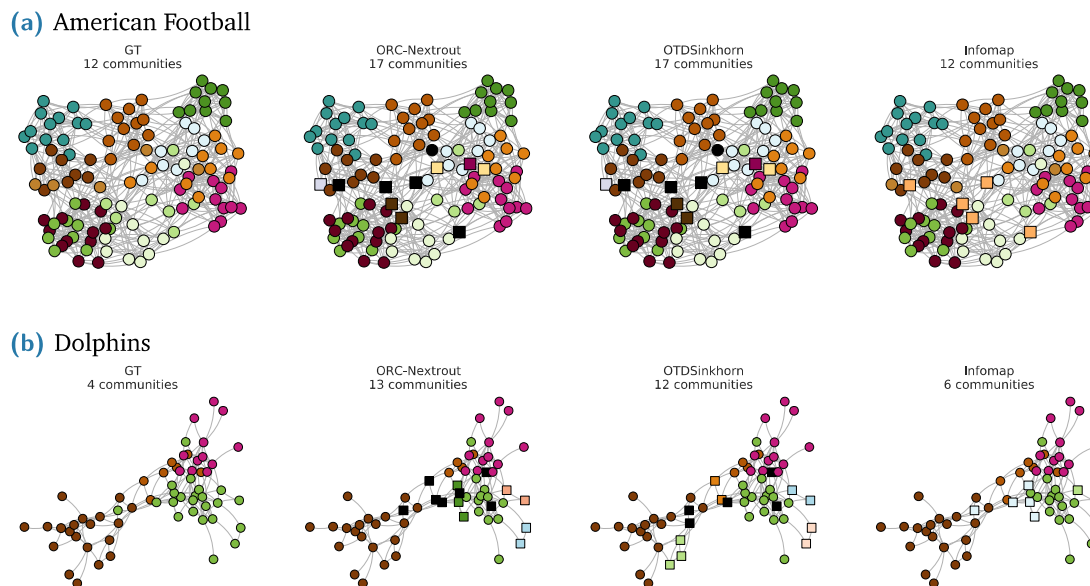 (a) American Football
GT
12 communities
ORC-Nextrout
17 communities
OTDSinkhorn
17 communities
Infomap
12 communities
(b) Dolphins
GT
4 communities
ORC-Nextrout
13 communities
OTDSinkhorn
12 communities
Infomap
6 communities